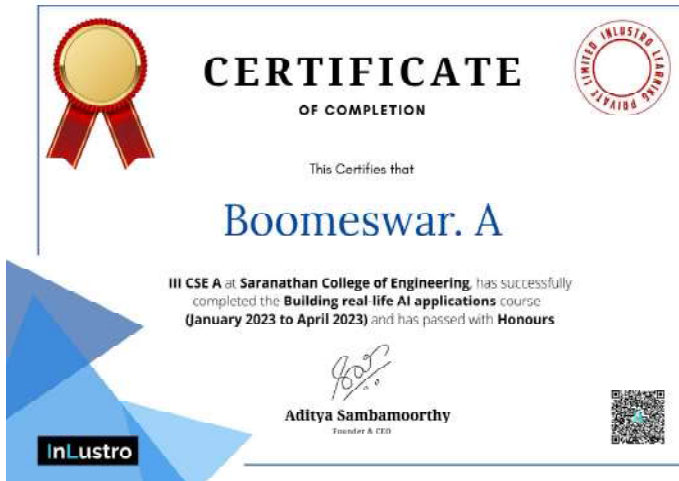 CERTIFICATE
OF COMPLETION
INLUSTRO LEARNING PRIVATE LIMITED
This Certifies that
Boomeswar. A
III CSE A at Saranathan College of Engineering, has successfully
completed the Building real-life AI applications course
(January 2023 to April 2023) and has passed with Honours
Aditya Sambamoorthy
Founder & CEO
InLustro